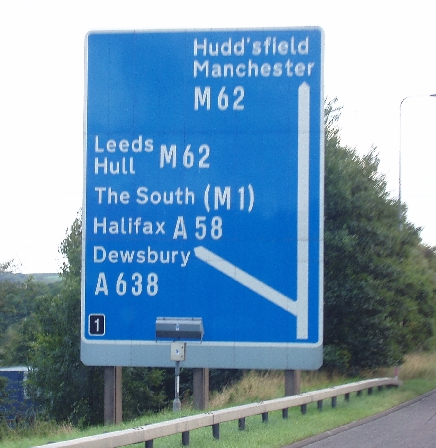 Hudd'sfield
Manchester
M62
Leeds
Hull M62
The South (M1)
Halifax A58
Dewsbury
A638
1